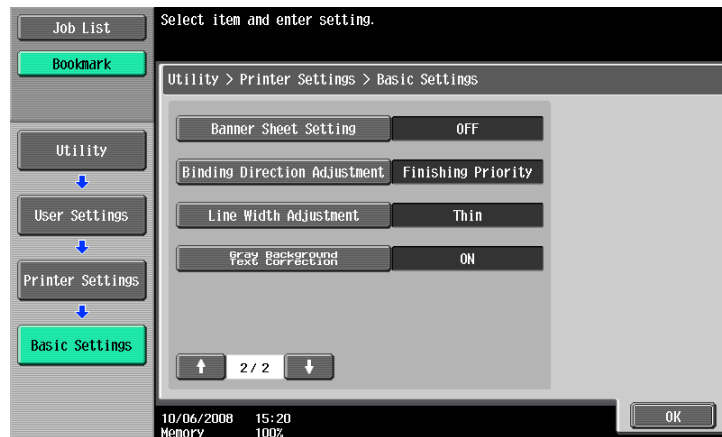 Job List
Bookmark
Utility
User Settings
Printer Settings
Basic Settings
Select item and enter setting.
Utility > Printer Settings > Basic Settings
Banner Sheet Setting OFF
Binding Direction Adjustment Finishing Priority
Line Width Adjustment Thin
Gray Background
Text Correction ON
2/ 2
10/06/2008 15:20
Memory 100%
OK